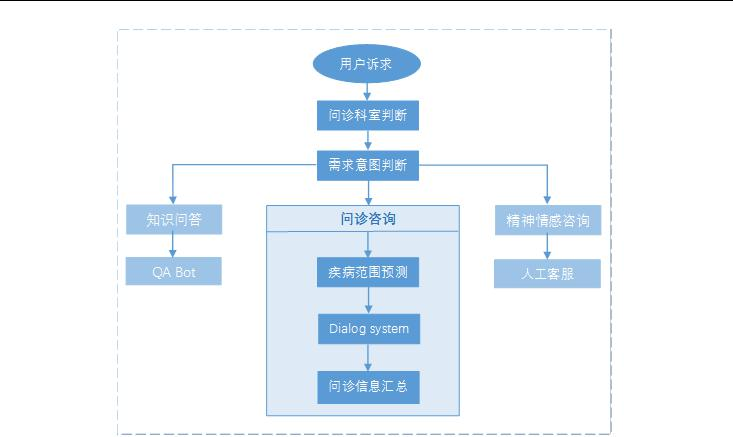 用户诉求
问诊科室判断
需求意图判断
知识问答
问诊咨询
精神情感咨询
QA Bot
疾病范围预测
人工客服
Dialog system
问诊信息汇总